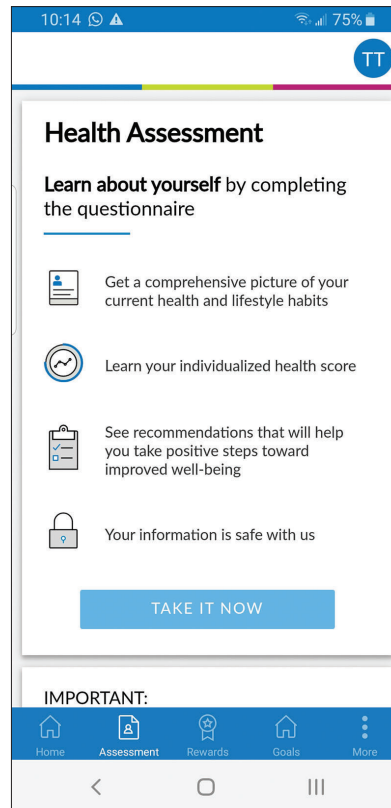 10:14 75%
TT
Health Assessment
Learn about yourself by completing
the questionnaire
Get a comprehensive picture of your
current health and lifestyle habits
Learn your individualized health score
See recommendations that will help
you take positive steps toward
improved well-being
Your information is safe with us
TAKE IT NOW
IMPORTANT:
Home Assessment Rewards Goals More